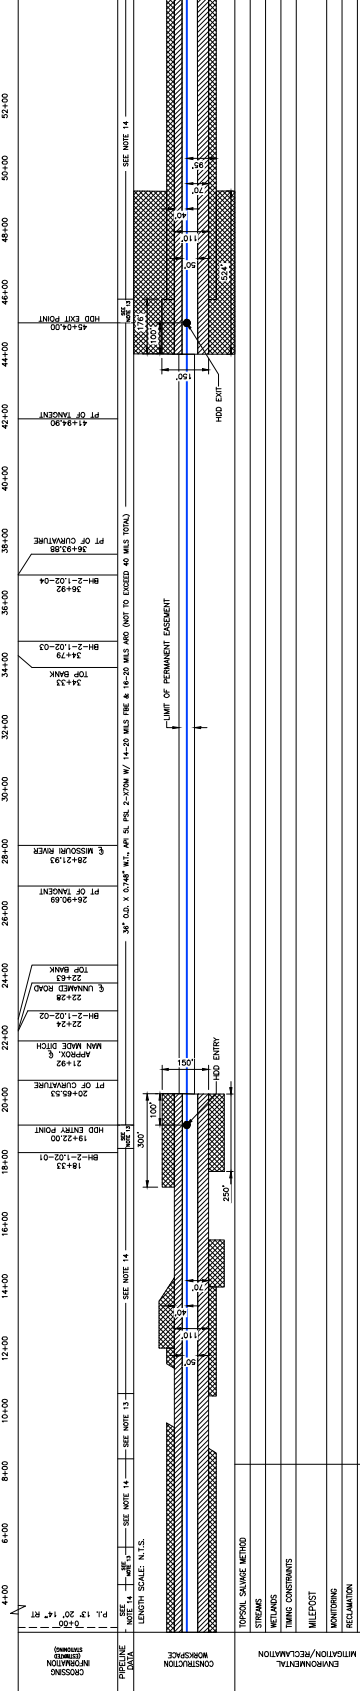 4+00
6+00
8+00
10+00
12+00
14+00
16+00
18+00
20+00
22+00
24+00
26+00
28+00
30+00
32+00
34+00
36+00
38+00
40+00
42+00
44+00
46+00
48+00
50+00
52+00
CROSSING
INFORMATION
(ESTIMATED
STATIONING)
0+00
P.I. 13° 20' 14" RT
18+33
BH-2-1.02-01
19+22.00
HDD ENTRY POINT
20+65.53
PT OF CURVATURE
21+92
APPROX. ℄
MAN MADE DITCH
22+24
BH-2-1.02-02
22+28
℄ UNNAMED ROAD
22+63
TOP BANK
26+90.69
PT OF TANGENT
28+21.93
℄ MISSOURI RIVER
34+33
TOP BANK
34+79
BH-2-1.02-03
36+92
BH-2-1.02-04
36+93.88
PT OF CURVATURE
41+94.90
PT OF TANGENT
45+04.00
HDD EXIT POINT
PIPELINE
DATA
SEE
NOTE 14
SEE
NOTE 13
SEE NOTE 14
SEE NOTE 13
SEE NOTE 14
SEE
NOTE 13
36" O.D. X 0.748" W.T., API 5L PSL 2-X70M W/ 14-20 MILS FBE & 16-20 MILS ARO (NOT TO EXCEED 40 MILS TOTAL)
SEE
NOTE 13
SEE NOTE 14
CONSTRUCTION
WORKSPACE
LENGTH SCALE: N.T.S.
50'
110'
40'
70'
250'
300'
100'
150'
HDD ENTRY
LIMIT OF PERMANENT EASEMENT
HDD EXIT
150'
100'
176'
524'
50'
110'
40'
70'
95'
ENVIRONMENTAL
MITIGATION/RECLAMATION
TOPSOIL SALVAGE METHOD
STREAMS
WETLANDS
TIMING CONSTRAINTS
MILEPOST
MONITORING
RECLAMATION